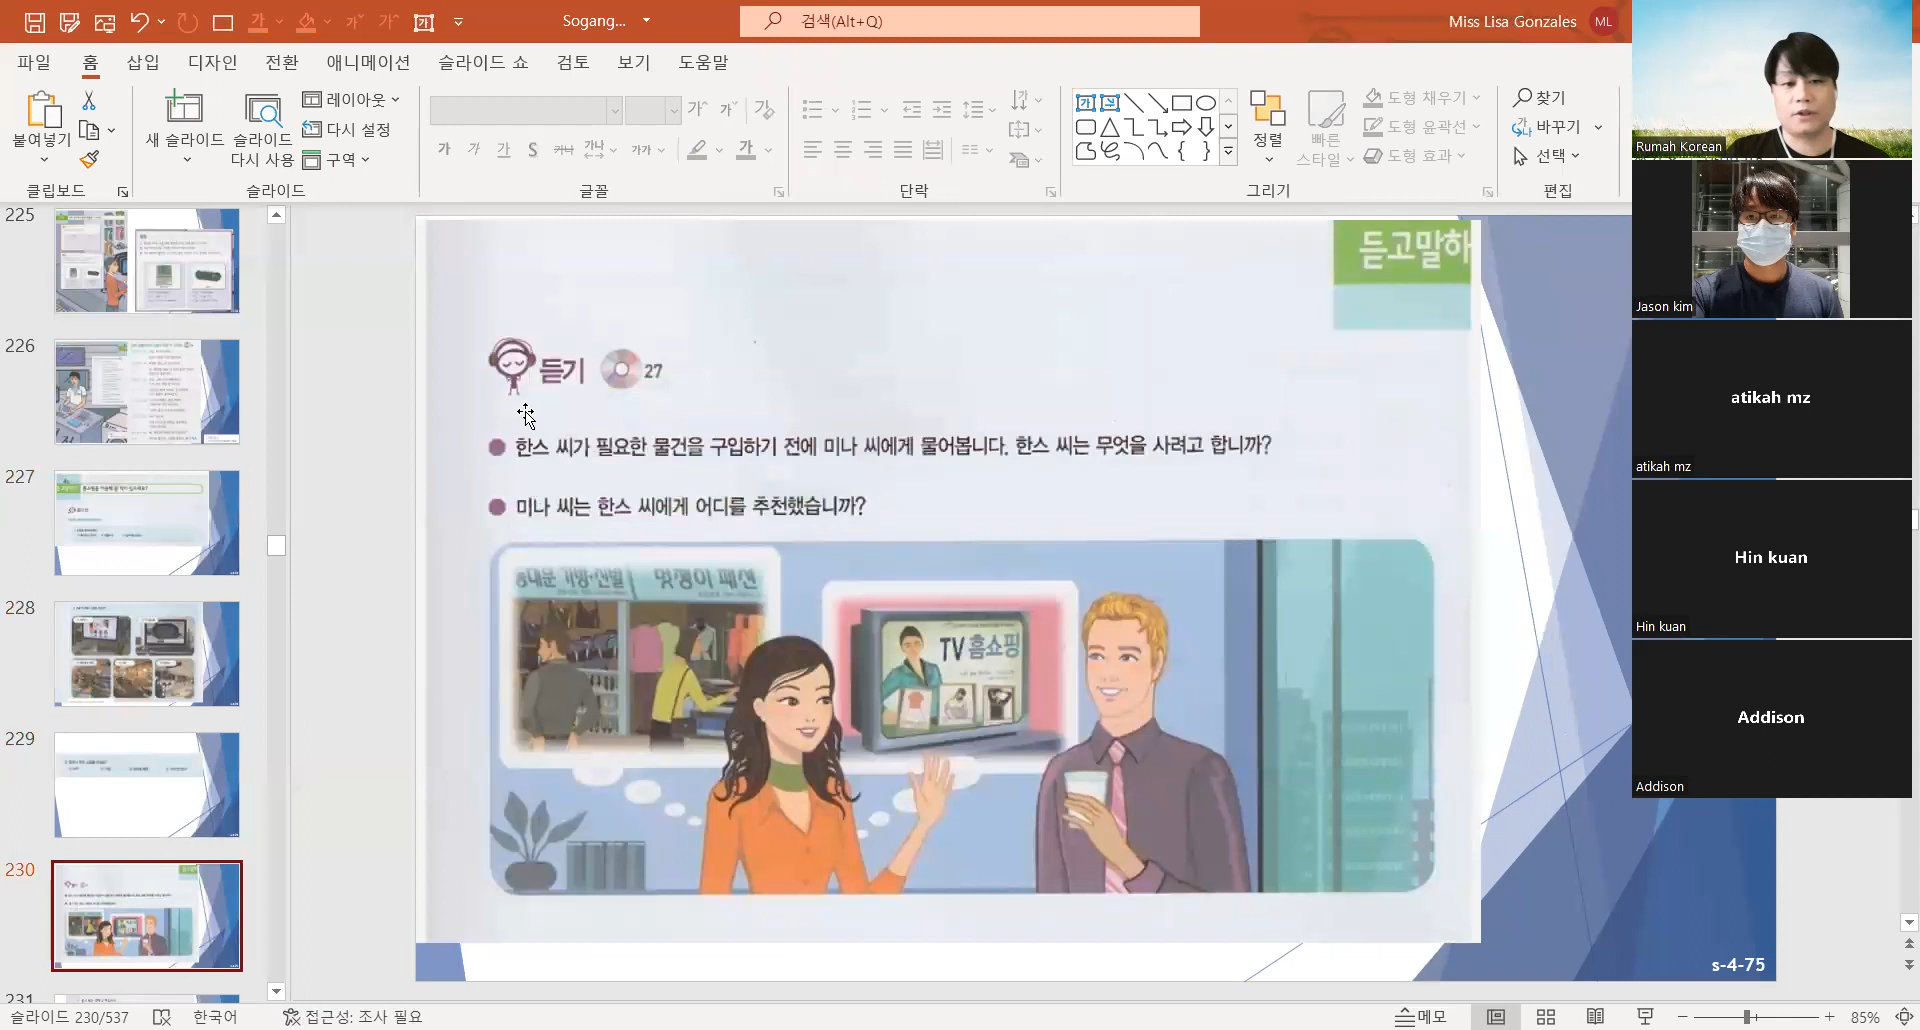 Sogang...
검색(Alt+Q)
Miss Lisa Gonzales
ML
파일 홈 삽입 디자인 전환 애니메이션 슬라이드 쇼 검토 보기 도움말
붙여넣기
새 슬라이드
슬라이드 다시 사용
레이아웃
다시 설정
구역
정렬
빠른 스타일
도형 채우기
도형 윤곽선
도형 효과
찾기
바꾸기
선택
클립보드
슬라이드
글꼴
단락
그리기
편집
225
226
227
228
229
230
231
듣고말하
듣기 27
한스 씨가 필요한 물건을 구입하기 전에 미나 씨에게 물어봅니다. 한스 씨는 무엇을 사려고 합니까?
미나 씨는 한스 씨에게 어디를 추천했습니까?
멋쟁이 패션
TV 홈쇼핑
s-4-75
Rumah Korean
Jason kim
atikah mz
atikah mz
Hin kuan
Hin kuan
Addison
Addison
슬라이드 230/537
한국어
접근성: 조사 필요
메모
85%